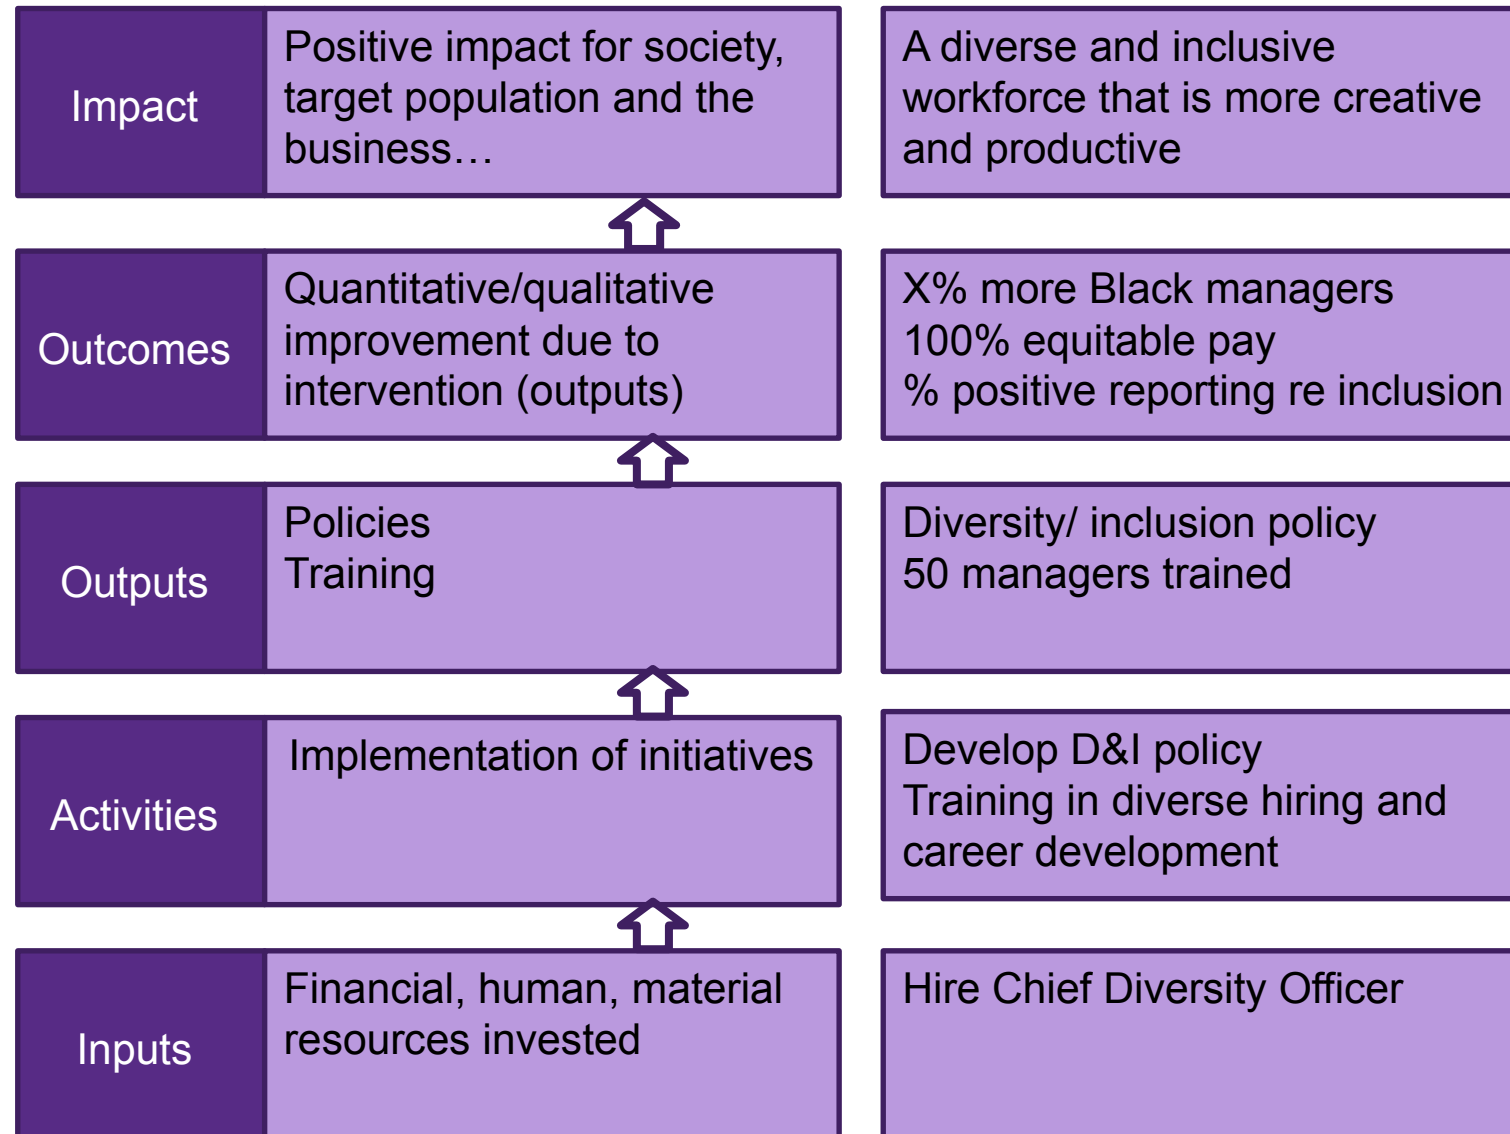 Impact
Positive impact for society,
target population and the
business…
A diverse and inclusive
workforce that is more creative
and productive
Outcomes
Quantitative/qualitative
improvement due to
intervention (outputs)
X% more Black managers
100% equitable pay
% positive reporting re inclusion
Outputs
Policies
Training
Diversity/ inclusion policy
50 managers trained
Activities
Implementation of initiatives
Develop D&I policy
Training in diverse hiring and
career development
Inputs
Financial, human, material
resources invested
Hire Chief Diversity Officer